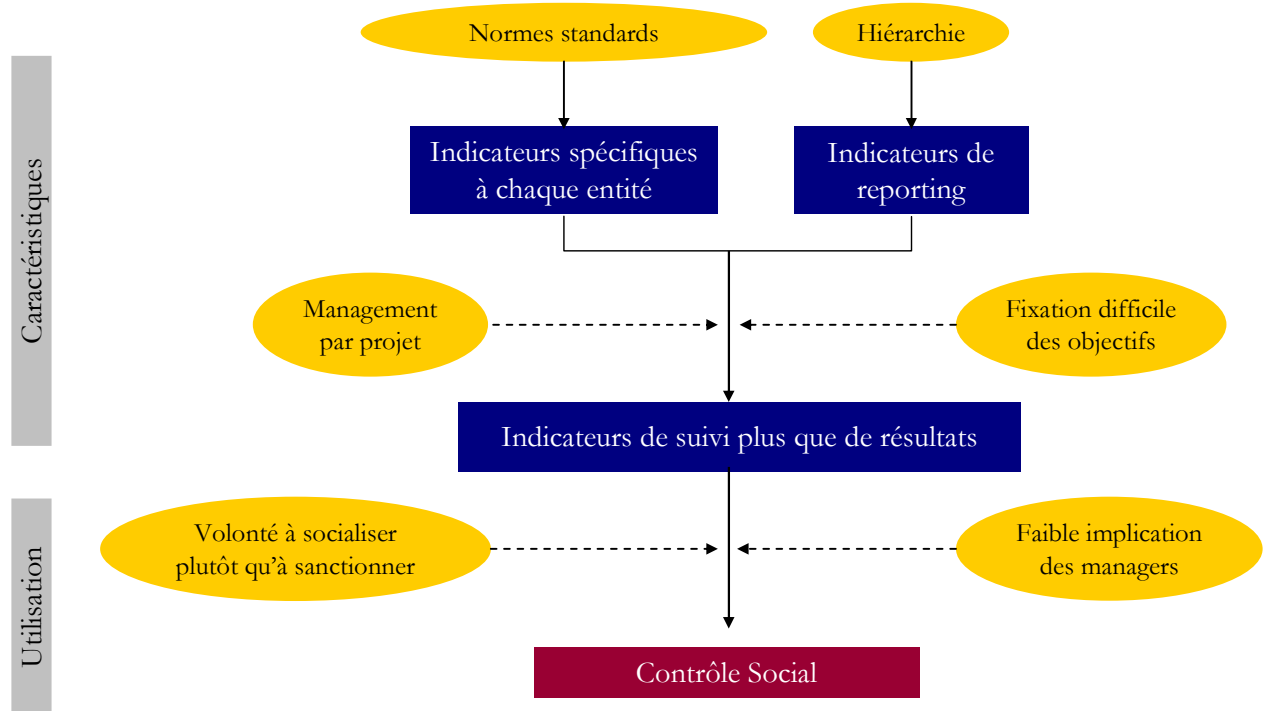 Normes standards
Hiérarchie
Caractéristiques
Indicateurs spécifiques
à chaque entité
Indicateurs de
reporting
Management
par projet
Fixation difficile
des objectifs
Indicateurs de suivi plus que de résultats
Utilisation
Volonté à socialiser
plutôt qu’à sanctionner
Faible implication
des managers
Contrôle Social